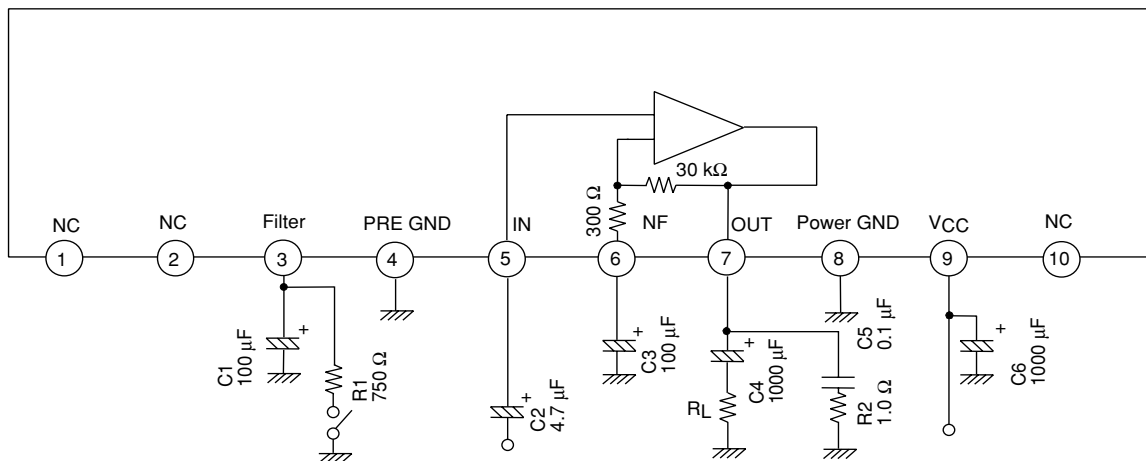 30 kΩ
300 Ω
NC
NC
Filter
PRE GND
IN
NF
OUT
Power GND
VCC
NC
1
2
3
4
5
6
7
8
9
10
+
C1
100 µF
R1
750 Ω
+
C2
4.7 µF
+
C3
100 µF
+
RL
C4
1000 µF
C5
0.1 µF
R2
1.0 Ω
+
C6
1000 µF